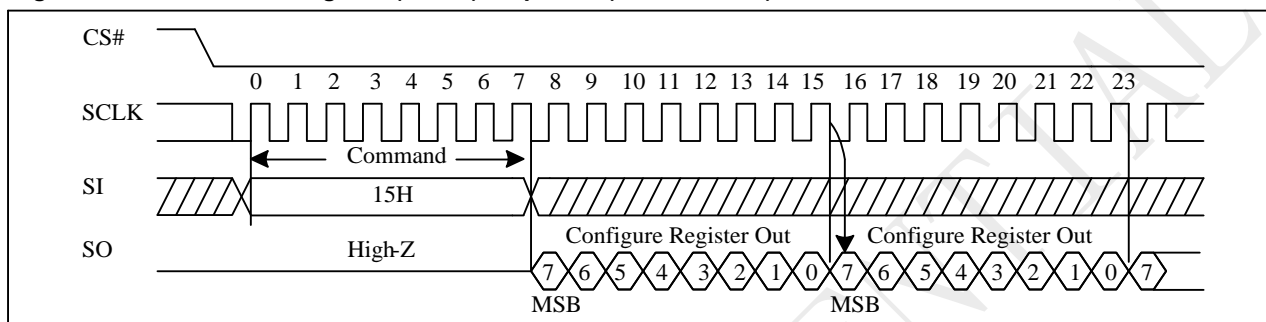 CS#
0 1 2 3 4 5 6 7 8 9 10 11 12 13 14 15 16 17 18 19 20 21 22 23
SCLK
Command
SI
15H
Configure Register Out Configure Register Out
SO
High-Z
7 6 5 4 3 2 1 0 7 6 5 4 3 2 1 0 7
MSB MSB